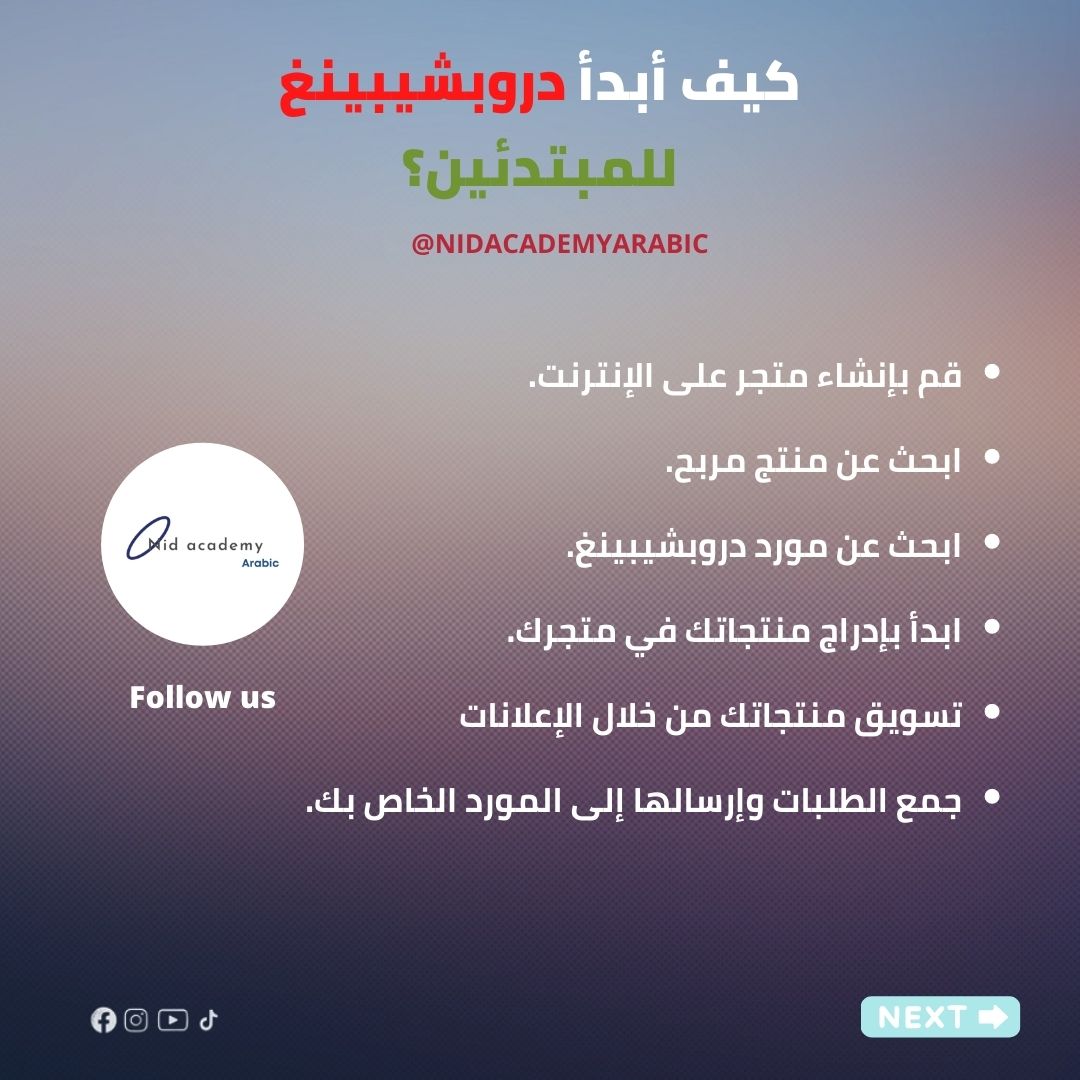 كيف أبدأ دروبشيبينغ
للمبتدئين؟
@NIDACADEMYARABIC
• قم بإنشاء متجر على الإنترنت.
• ابحث عن منتج مربح.
• ابحث عن مورد دروبشيبينغ.
• ابدأ بإدراج منتجاتك في متجرك.
• تسويق منتجاتك من خلال الإعلانات
• جمع الطلبات وإرسالها إلى المورد الخاص بك.
Nid academy
Arabic
Follow us
NEXT